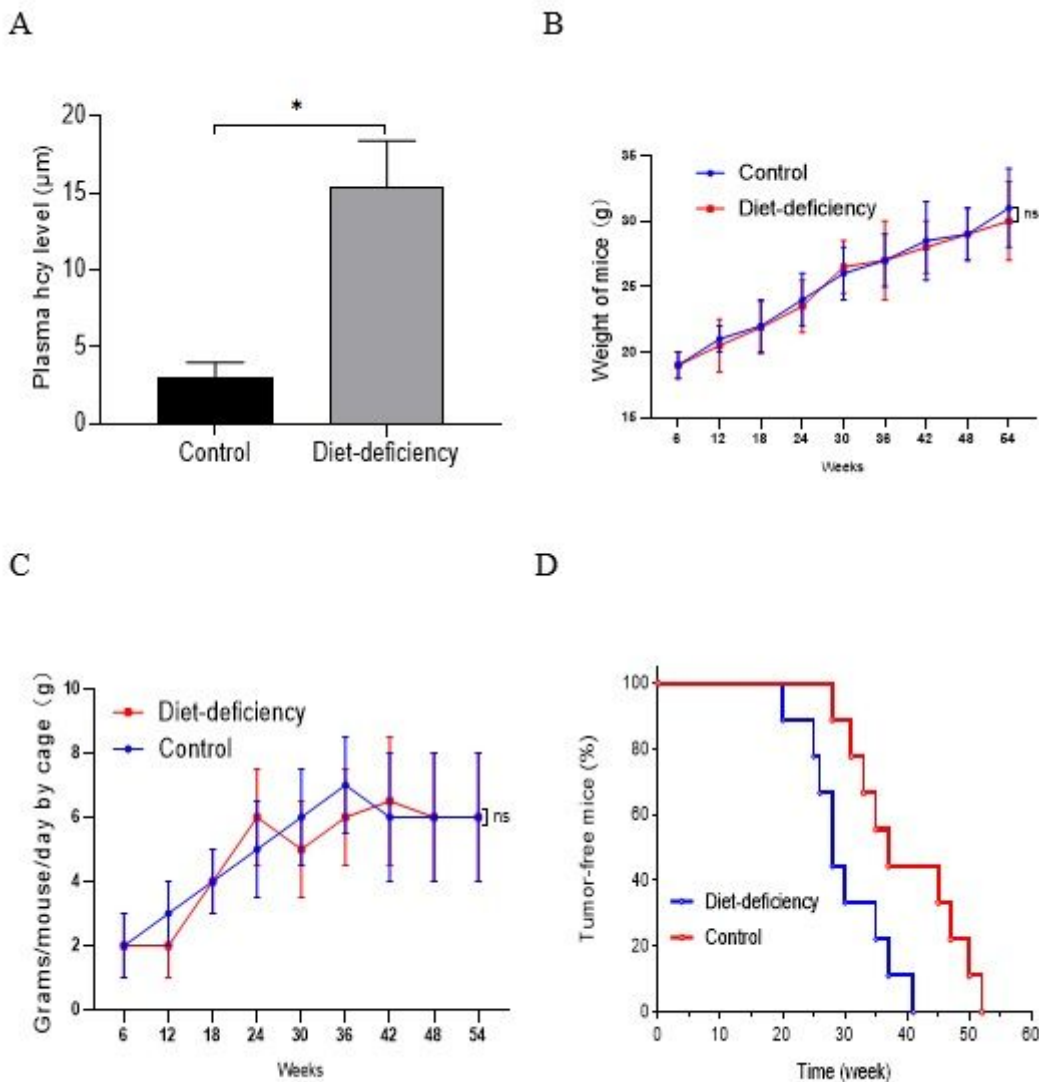 A
Plasma hcy level (μm)
20
15
10
5
0
*
Control
Diet-deficiency
B
Weight of mice (g)
35
30
25
20
15
Control
Diet-deficiency
ns
6 12 18 24 30 36 42 48 54
Weeks
C
Grams/mouse/day by cage (g)
10
8
6
4
2
0
Diet-deficiency
Control
ns
6 12 18 24 30 36 42 48 54
Weeks
D
Tumor-free mice (%)
100
80
60
40
20
0
Diet-deficiency
Control
0 20 30 40 50 60
Time (week)